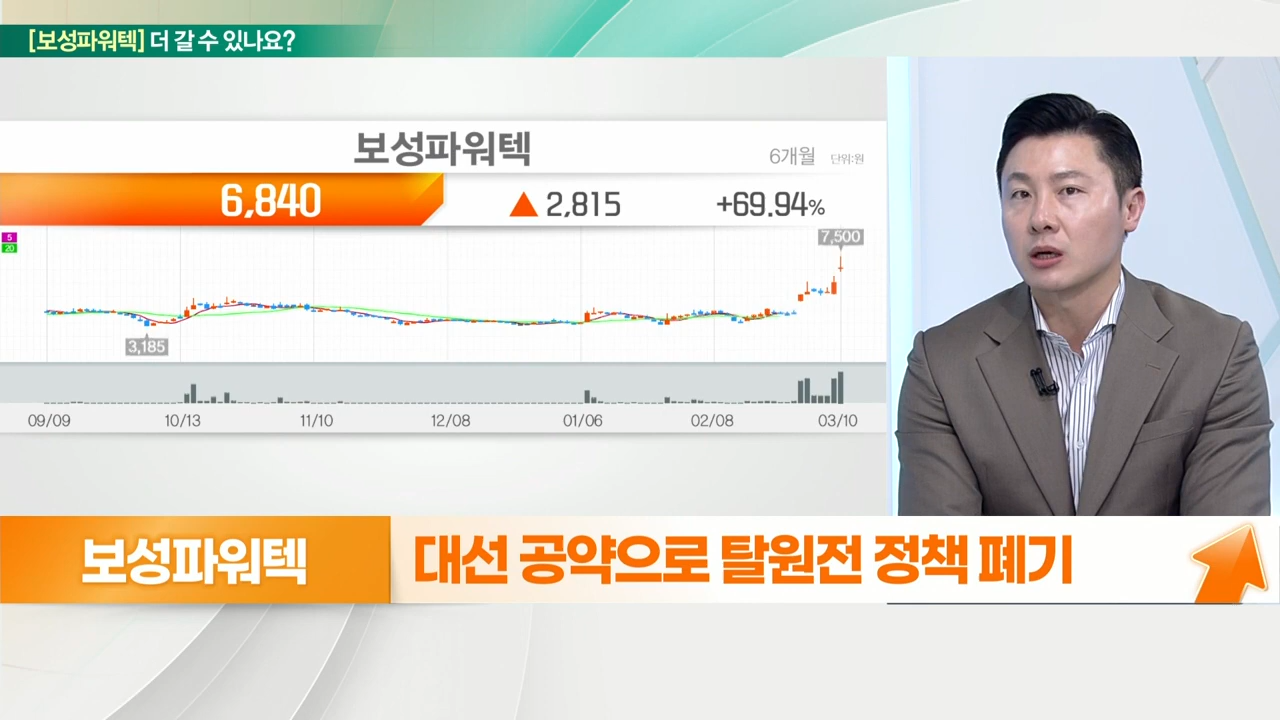 [보성파워텍] 더 갈 수 있나요?
보성파워텍
6개월 단위:원
6,840 ▲ 2,815 +69.94%
5
20
7,500
3,185
09/09 10/13 11/10 12/08 01/06 02/08 03/10
보성파워텍 대선 공약으로 탈원전 정책 폐기